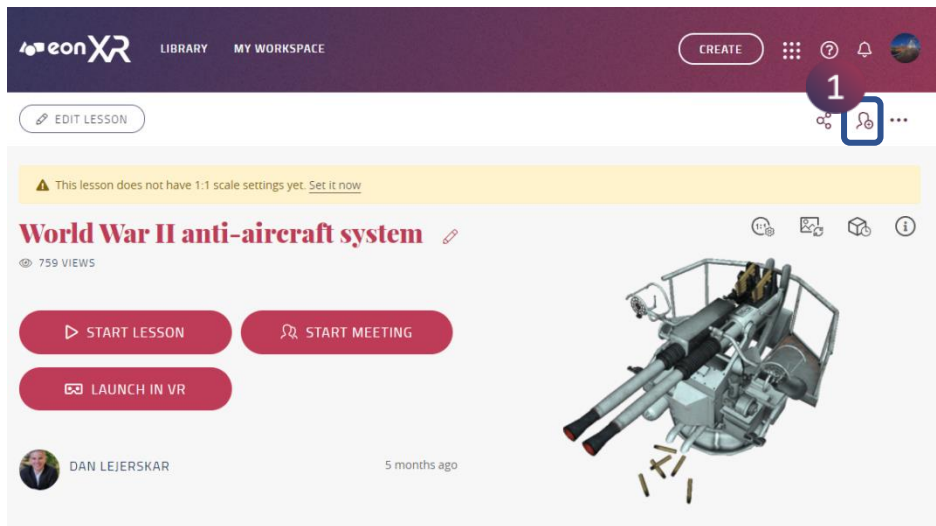 eonXR LIBRARY MY WORKSPACE CREATE
1
EDIT LESSON
This lesson does not have 1:1 scale settings yet. Set it now
World War II anti-aircraft system
1:1
759 VIEWS
START LESSON START MEETING
LAUNCH IN VR
DAN LEJERSKAR 5 months ago